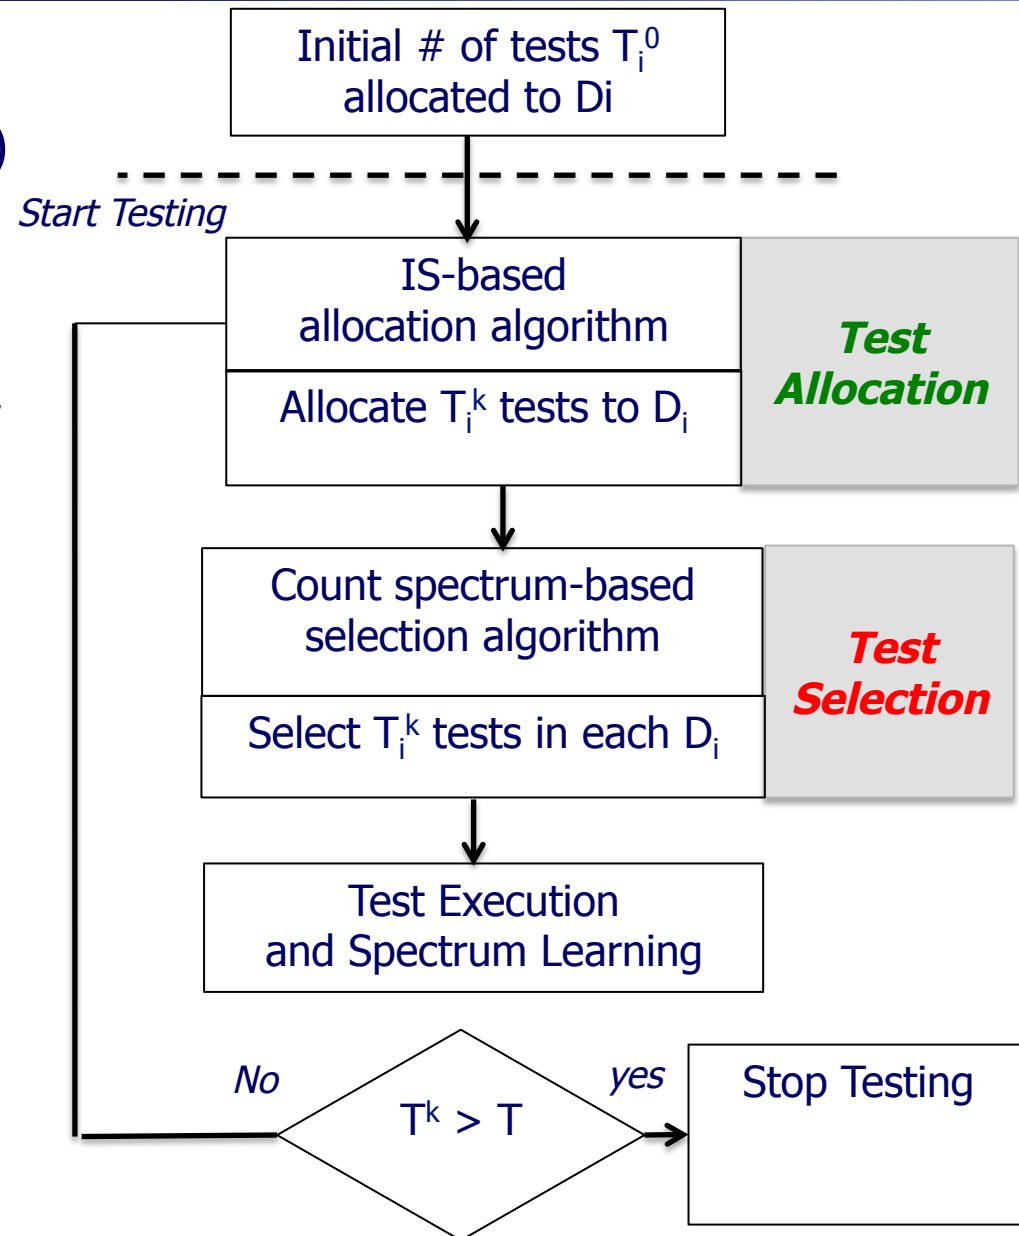 Initial # of tests Tᵢ⁰
allocated to Di
)
Start Testing
IS-based
allocation algorithm
Allocate Tᵢᵏ tests to Dᵢ
Test
Allocation
Count spectrum-based
selection algorithm
Select Tᵢᵏ tests in each Dᵢ
Test
Selection
Test Execution
and Spectrum Learning
No
Tᵏ > T
yes
Stop Testing